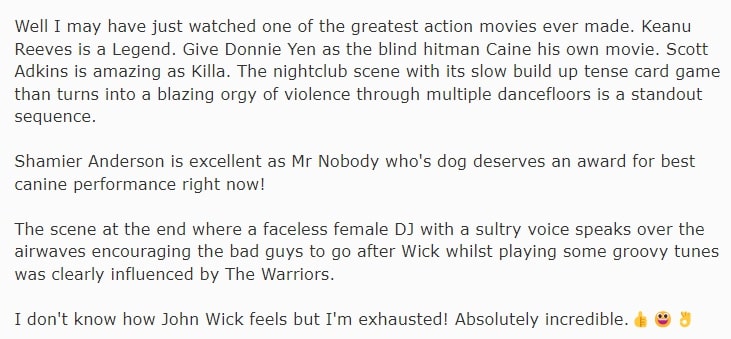 Well I may have just watched one of the greatest action movies ever made. Keanu
Reeves is a Legend. Give Donnie Yen as the blind hitman Caine his own movie. Scott
Adkins is amazing as Killa. The nightclub scene with its slow build up tense card game
than turns into a blazing orgy of violence through multiple dancefloors is a standout
sequence.
Shamier Anderson is excellent as Mr Nobody who's dog deserves an award for best
canine performance right now!
The scene at the end where a faceless female DJ with a sultry voice speaks over the
airwaves encouraging the bad guys to go after Wick whilst playing some groovy tunes
was clearly influenced by The Warriors.
I don't know how John Wick feels but I'm exhausted! Absolutely incredible. 👍 😃 👌